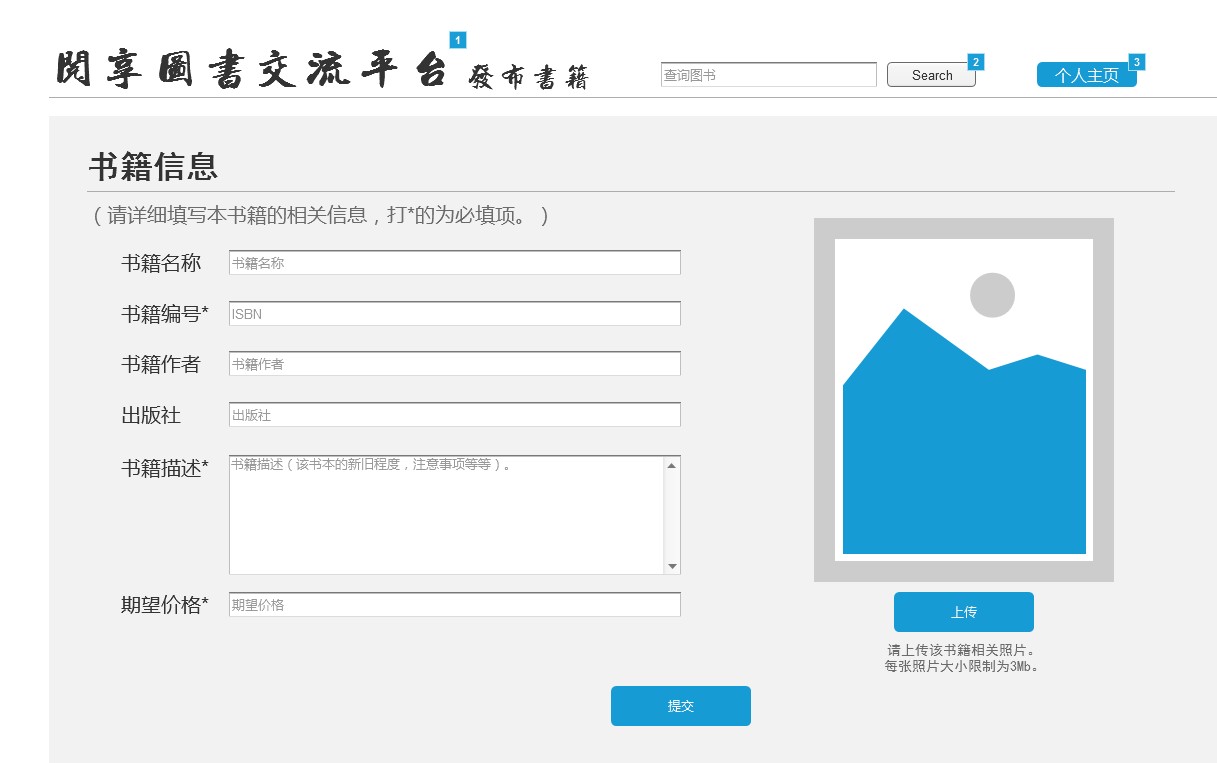 閱享圖書交流平台 1
發布書籍
查询图书
Search 2
个人主页 3
书籍信息
（请详细填写本书籍的相关信息，打*的为必填项。）
书籍名称 书籍名称
书籍编号* ISBN
书籍作者 书籍作者
出版社 出版社
书籍描述* 书籍描述（该书本的新旧程度，注意事项等等）。
期望价格* 期望价格
上传
请上传该书籍相关照片。
每张照片大小限制为3Mb。
提交